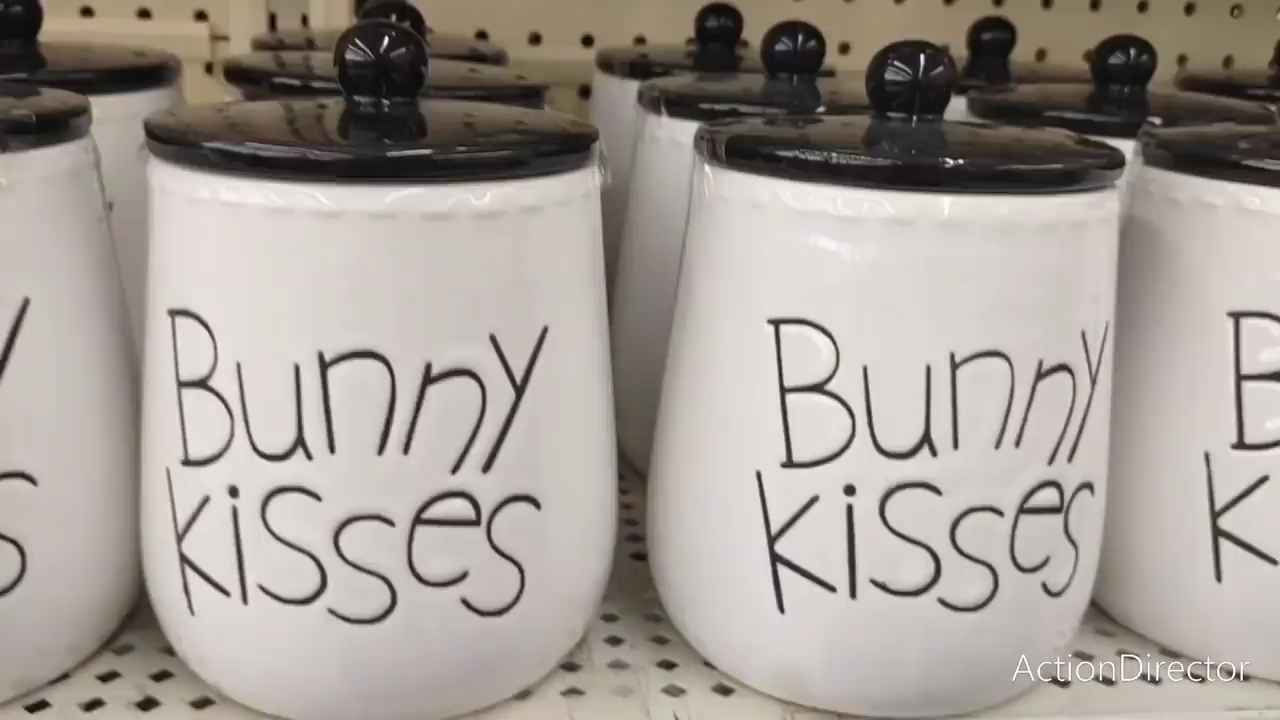 Bunny
kisses
Bunny
kisses
ActionDirector